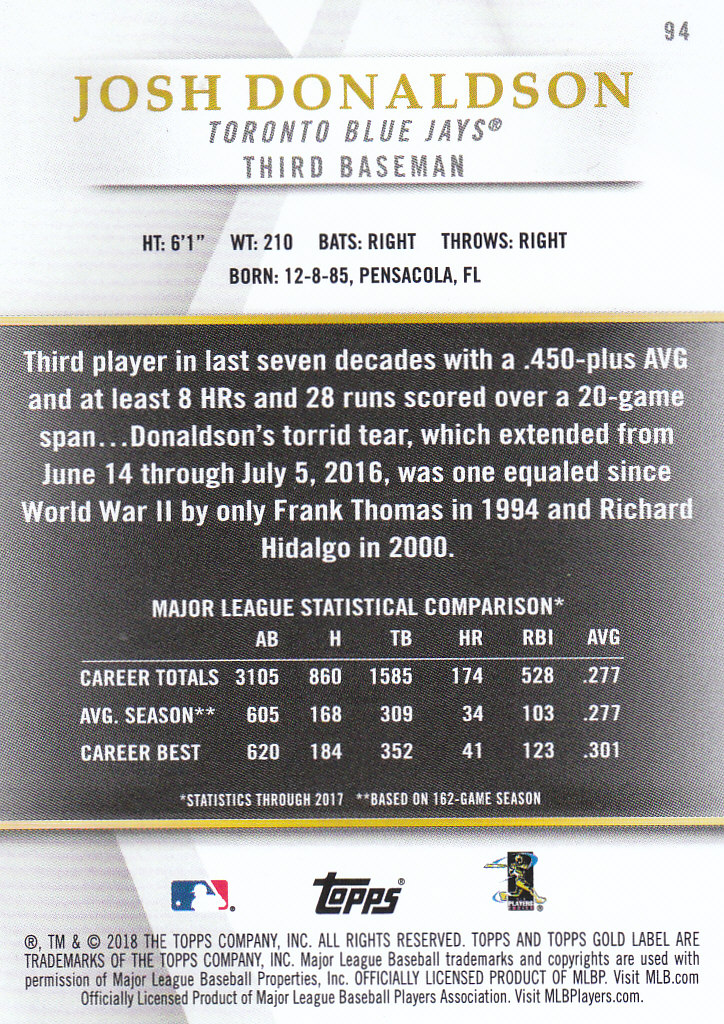 94
JOSH DONALDSON
TORONTO BLUE JAYS®
THIRD BASEMAN
HT: 6'1" WT: 210 BATS: RIGHT THROWS: RIGHT
BORN: 12-8-85, PENSACOLA, FL
Third player in last seven decades with a .450-plus AVG
and at least 8 HRs and 28 runs scored over a 20-game
span...Donaldson's torrid tear, which extended from
June 14 through July 5, 2016, was one equaled since
World War II by only Frank Thomas in 1994 and Richard
Hidalgo in 2000.
MAJOR LEAGUE STATISTICAL COMPARISON*
AB H TB HR RBI AVG
CAREER TOTALS 3105 860 1585 174 528 .277
AVG. SEASON** 605 168 309 34 103 .277
CAREER BEST 620 184 352 41 123 .301
*STATISTICS THROUGH 2017 **BASED ON 162-GAME SEASON
topps®
PLAYERS
®, TM & © 2018 THE TOPPS COMPANY, INC. ALL RIGHTS RESERVED. TOPPS AND TOPPS GOLD LABEL ARE
TRADEMARKS OF THE TOPPS COMPANY, INC. Major League Baseball trademarks and copyrights are used with
permission of Major League Baseball Properties, Inc. OFFICIALLY LICENSED PRODUCT OF MLBP. Visit MLB.com
Officially Licensed Product of Major League Baseball Players Association. Visit MLBPlayers.com.